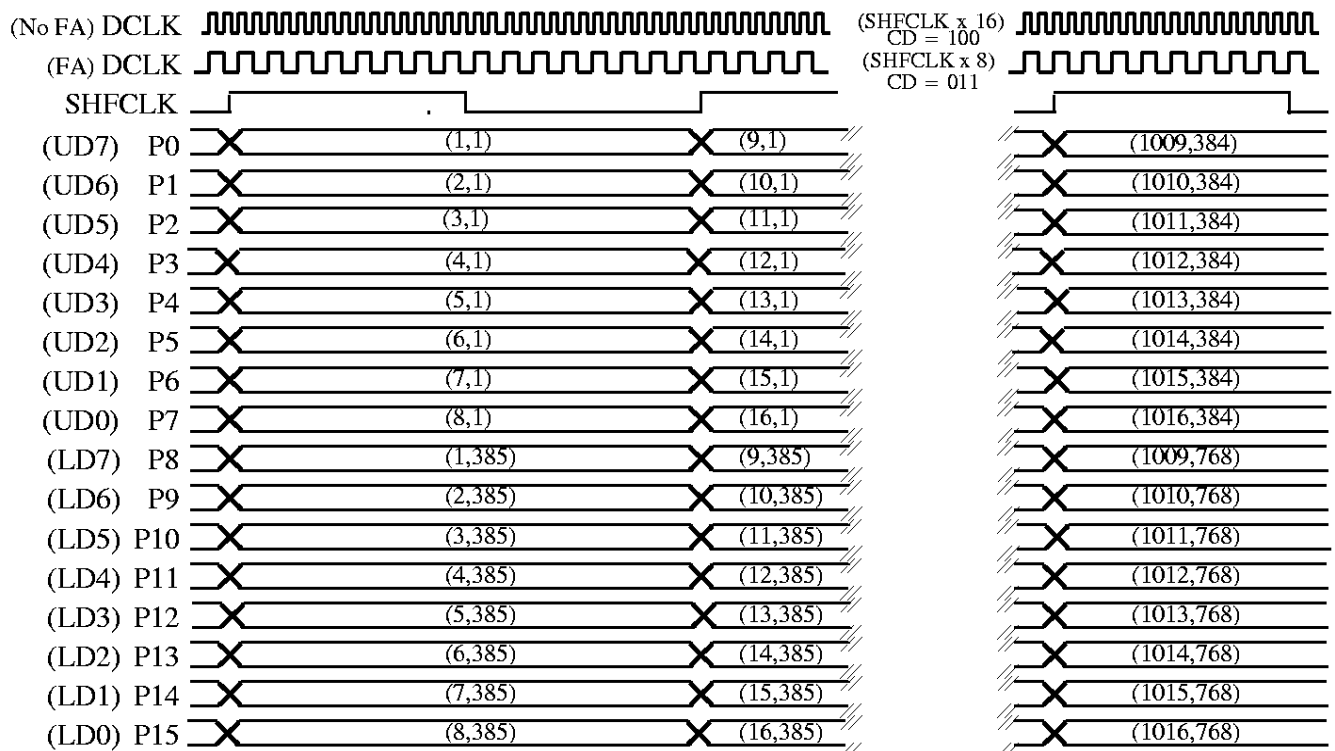 (No FA) DCLK (SHFCLK x 16)
CD = 100
(FA) DCLK (SHFCLK x 8)
CD = 011
SHFCLK
(UD7) P0 (1,1) (9,1) (1009,384)
(UD6) P1 (2,1) (10,1) (1010,384)
(UD5) P2 (3,1) (11,1) (1011,384)
(UD4) P3 (4,1) (12,1) (1012,384)
(UD3) P4 (5,1) (13,1) (1013,384)
(UD2) P5 (6,1) (14,1) (1014,384)
(UD1) P6 (7,1) (15,1) (1015,384)
(UD0) P7 (8,1) (16,1) (1016,384)
(LD7) P8 (1,385) (9,385) (1009,768)
(LD6) P9 (2,385) (10,385) (1010,768)
(LD5) P10 (3,385) (11,385) (1011,768)
(LD4) P11 (4,385) (12,385) (1012,768)
(LD3) P12 (5,385) (13,385) (1013,768)
(LD2) P13 (6,385) (14,385) (1014,768)
(LD1) P14 (7,385) (15,385) (1015,768)
(LD0) P15 (8,385) (16,385) (1016,768)